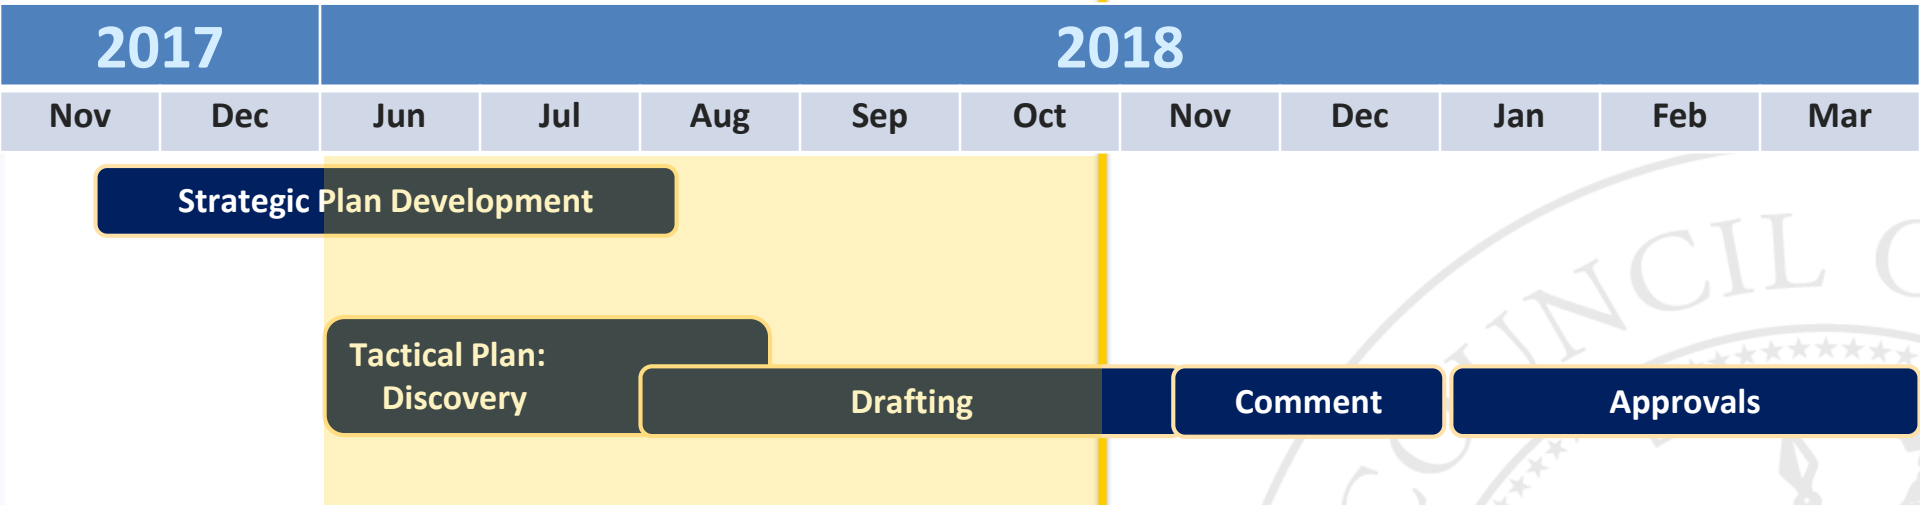 2017 2018
Nov Dec Jun Jul Aug Sep Oct Nov Dec Jan Feb Mar
Strategic Plan Development
Tactical Plan:
Discovery
Drafting Comment Approvals
COUNCIL